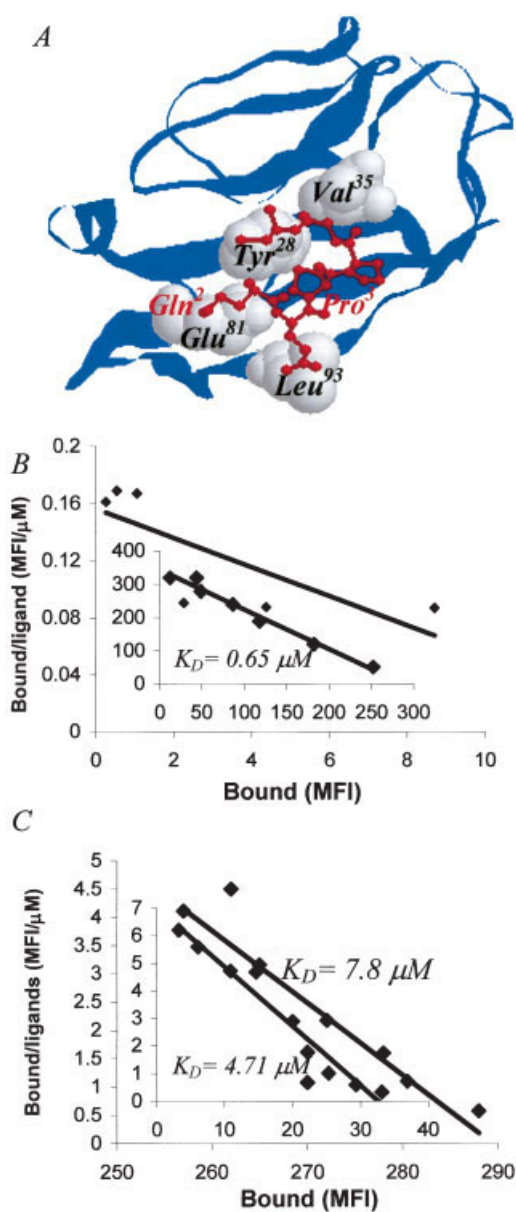 A
Val35
Tyr28
Gln2
Pro3
Glu81
Leu93
B
Bound/ligand (MFI/μM)
0.2
0.16
0.12
0.08
0.04
0
400
300
200
100
0
KD= 0.65 μM
0 50 100 150 200 250 300
0 2 4 6 8 10
Bound (MFI)
C
Bound/ligands (MFI/μM)
5
4.5
4
3.5
3
2.5
2
1.5
1
0.5
0
7
6
5
4
3
2
1
0
KD= 7.8 μM
KD= 4.71 μM
0 10 20 30 40
250 260 270 280 290
Bound (MFI)